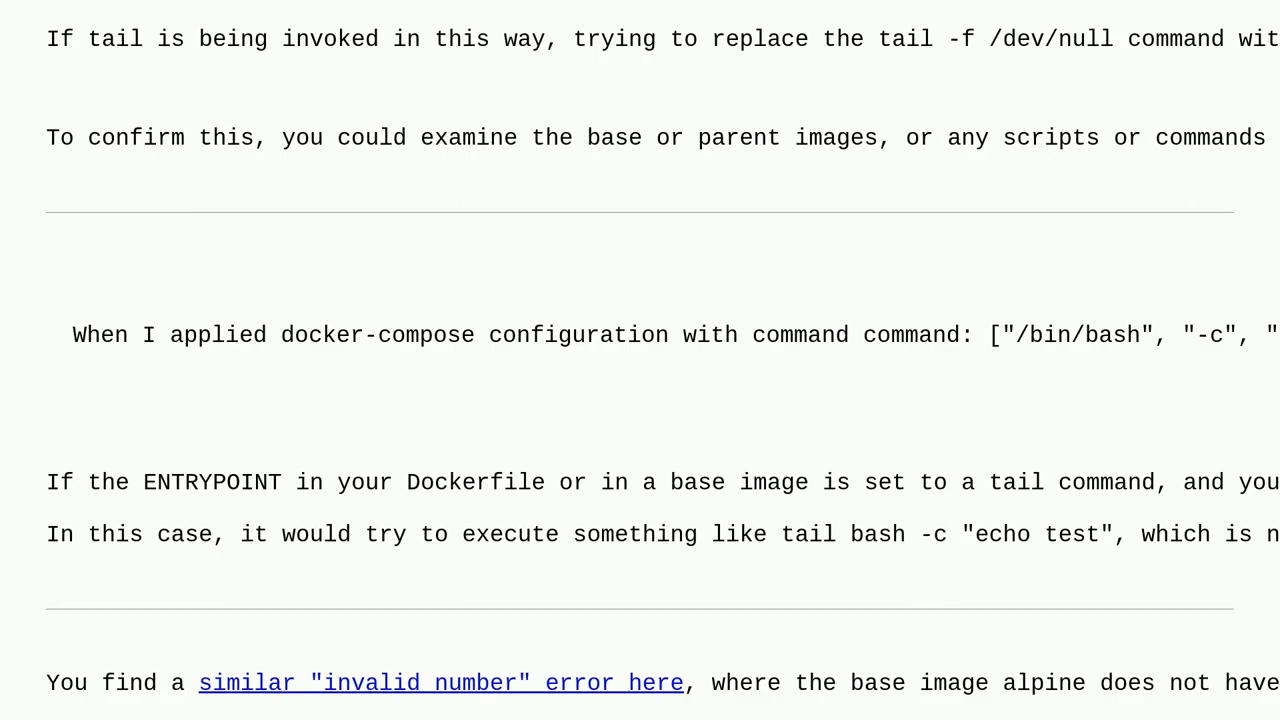 If tail is being invoked in this way, trying to replace the tail -f /dev/null command wit
To confirm this, you could examine the base or parent images, or any scripts or commands
When I applied docker-compose configuration with command command: ["/bin/bash", "-c", "
If the ENTRYPOINT in your Dockerfile or in a base image is set to a tail command, and you
In this case, it would try to execute something like tail bash -c "echo test", which is n
You find a similar "invalid number" error here, where the base image alpine does not have